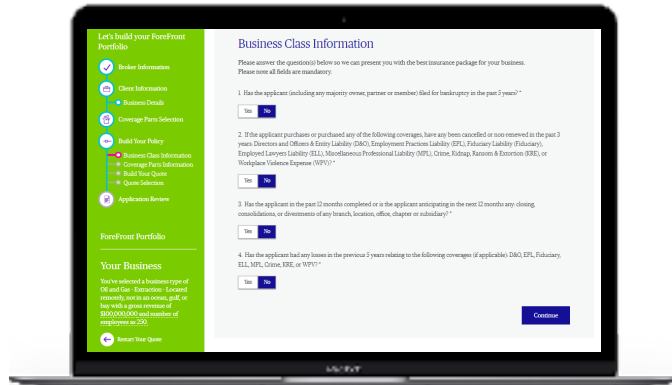 Let's build your ForeFront
Portfolio
Broker Information
Client Information
Business Details
Coverage Parts Selection
Build Your Policy
Business Class Information
Coverage Parts Information
Build Your Quote
Quote Selection
Application Review
ForeFront Portfolio
Your Business
You've selected a business type of
Oil and Gas - Extraction - Located
remotely, not in an ocean, gulf, or
bay with a gross revenue of
$100,000,000 and number of
employees as 250.
Restart Your Quote
Business Class Information
Please answer the question(s) below so we can present you with the best insurance package for your business.
Please note all fields are mandatory.
1. Has the applicant (including any majority owner, partner or member) filed for bankruptcy in the past 5 years? *
Yes No
2. If the applicant purchases or purchased any of the following coverages, have any been cancelled or non-renewed in the past 3
years: Directors and Officers & Entity Liability (D&O), Employment Practices Liability (EPL), Fiduciary Liability (Fiduciary),
Employed Lawyers Liability (ELL), Miscellaneous Professional Liability (MPL), Crime, Kidnap, Ransom & Extortion (KRE), or
Workplace Violence Expense (WPV)? *
Yes No
3. Has the applicant in the past 12 months completed or is the applicant anticipating in the next 12 months any: closing,
consolidations, or divestments of any branch, location, office, chapter or subsidiary? *
Yes No
4. Has the applicant had any losses in the previous 5 years relating to the following coverages (if applicable): D&O, EPL, Fiduciary,
ELL, MPL, Crime, KRE, or WPV? *
Yes No
Continue